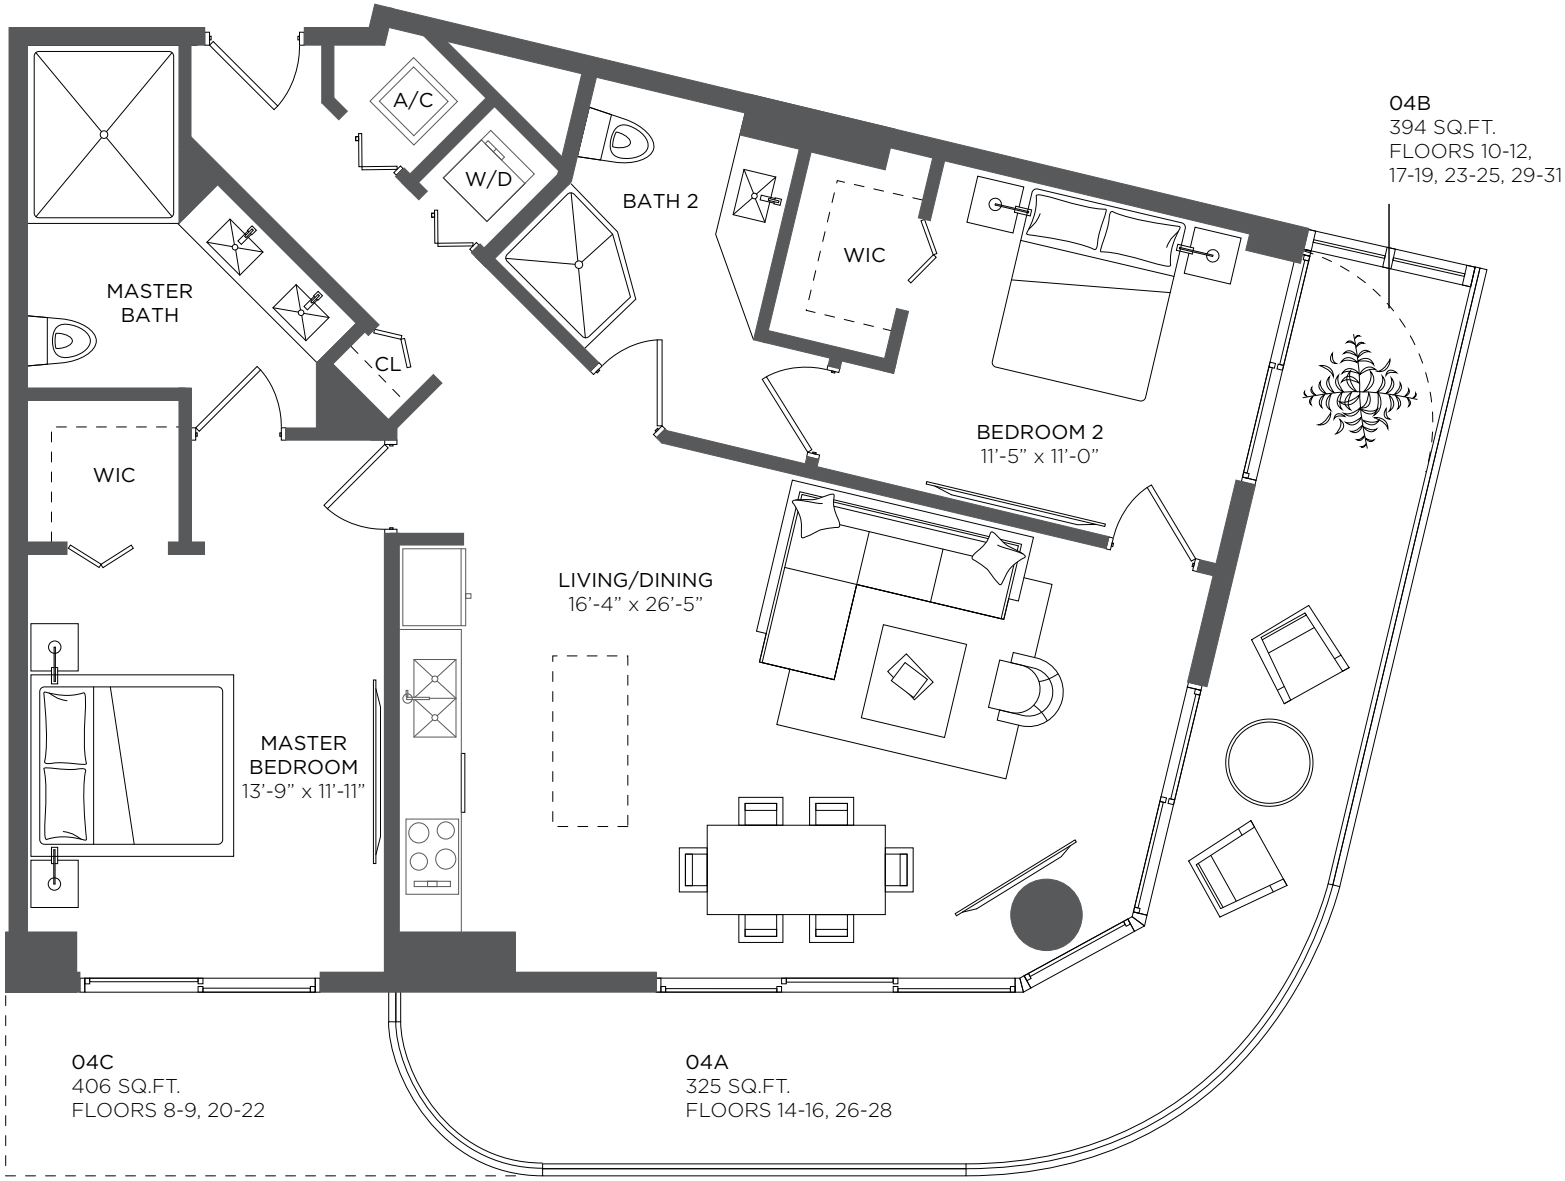 A/C
W/D
BATH 2
WIC
04B
394 SQ.FT.
FLOORS 10-12,
17-19, 23-25, 29-31
MASTER
BATH
CL
WIC
BEDROOM 2
11'-5” x 11'-0”
LIVING/DINING
16'-4” x 26'-5”
MASTER
BEDROOM
13'-9” x 11'-11”
04C
406 SQ.FT.
FLOORS 8-9, 20-22
04A
325 SQ.FT.
FLOORS 14-16, 26-28